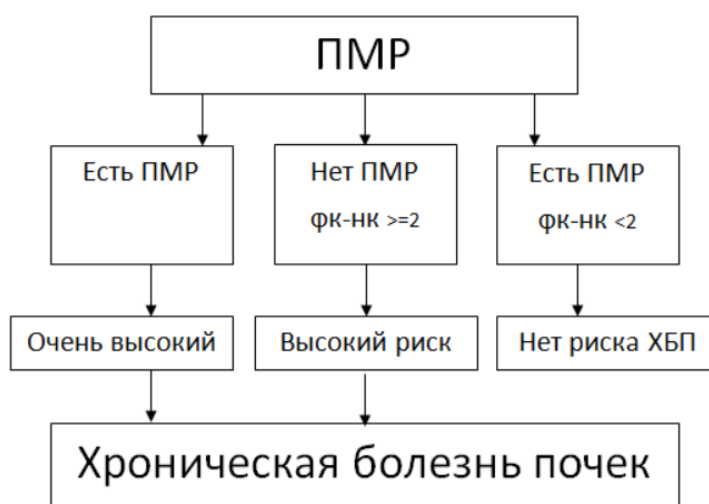 ПМР
Есть ПМР
Нет ПМР
фк-нк >=2
Есть ПМР
фк-нк <2
Очень высокий
Высокий риск
Нет риска ХБП
Хроническая болезнь почек